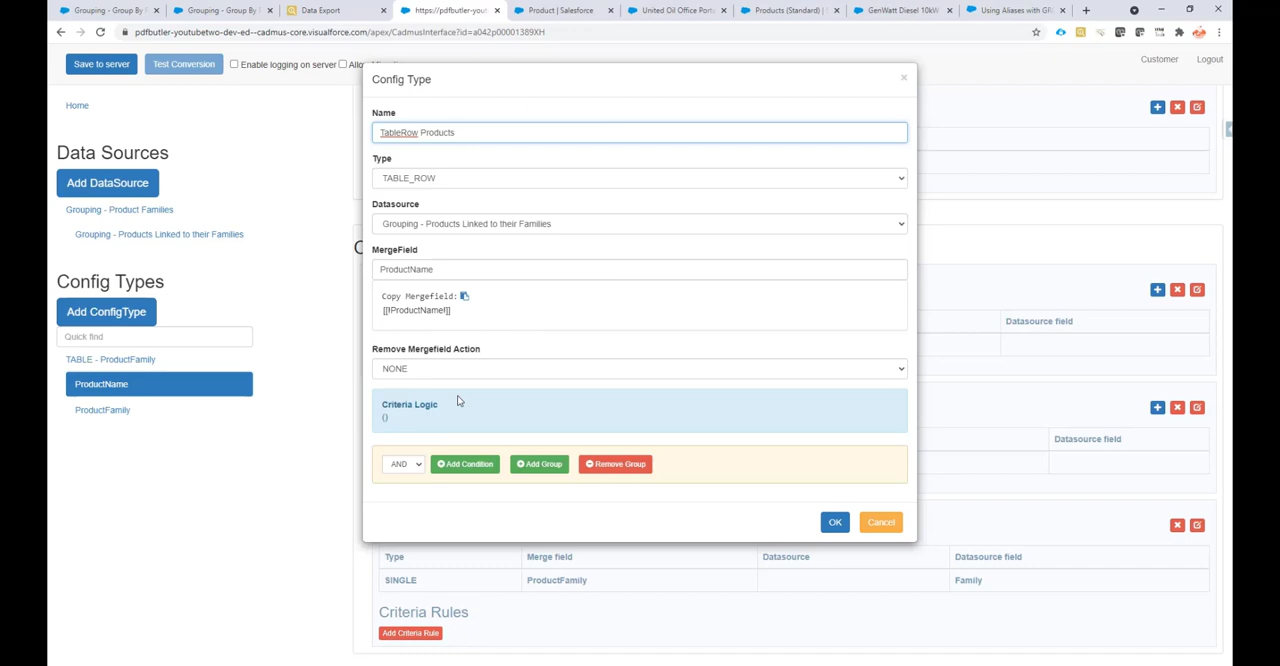 Grouping - Group By F
Grouping - Group By F
Data Export
https://pdfbutler-yout
Product | Salesforce
United Oil Office Port
Products (Standard) |
GenWatt Diesel 10kW
Using Aliases with GR
pdfbutler-youtubetwo-dev-ed--cadmus-core.visualforce.com/apex/CadmusInterface?id=a042p00001389XH
Save to server
Test Conversion
Enable logging on server
Customer
Logout
Home
Data Sources
Add DataSource
Grouping - Product Families
Grouping - Products Linked to their Families
Config Types
Add ConfigType
Quick find
TABLE - ProductFamily
ProductName
ProductFamily
Config Type
×
Name
TableRow Products
Type
TABLE_ROW
Datasource
Grouping - Products Linked to their Families
MergeField
ProductName
Copy Mergefield:
[[!ProductName!]]
Remove Mergefield Action
NONE
Criteria Logic
()
AND
Add Condition
Add Group
Remove Group
OK
Cancel
Datasource field
Datasource field
Type
Merge field
Datasource
Datasource field
SINGLE
ProductFamily
Family
Criteria Rules
Add Criteria Rule